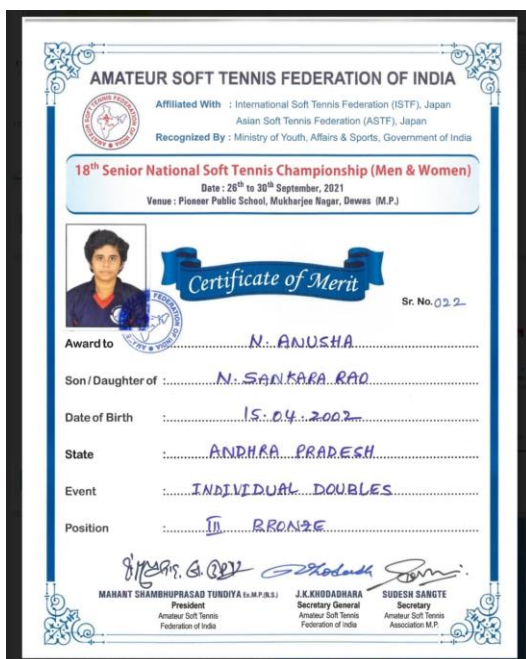 AMATEUR SOFT TENNIS FEDERATION OF INDIA
Affiliated With : International Soft Tennis Federation (ISTF), Japan
Asian Soft Tennis Federation (ASTF), Japan
Recognized By : Ministry of Youth, Affairs & Sports, Government of India
18th Senior National Soft Tennis Championship (Men & Women)
Date : 26th to 30th September, 2021
Venue : Pioneer Public School, Mukharjee Nagar, Dewas (M.P.)
Certificate of Merit
Sr. No. 022
Award to N. ANUSHA
Son / Daughter of : N. SANKARA RAO
Date of Birth : 15.04.2002
State : ANDHRA PRADESH
Event : INDIVIDUAL DOUBLES
Position : III BRONZE
MAHANT SHAMBHUPRASAD TUNDIYA Ex.M.P.(R.S.)
President
Amateur Soft Tennis
Federation of India
J.K.KHODADHARA
Secretary General
Amateur Soft Tennis
Federation of India
SUDESH SANGTE
Secretary
Amateur Soft Tennis
Association M.P.